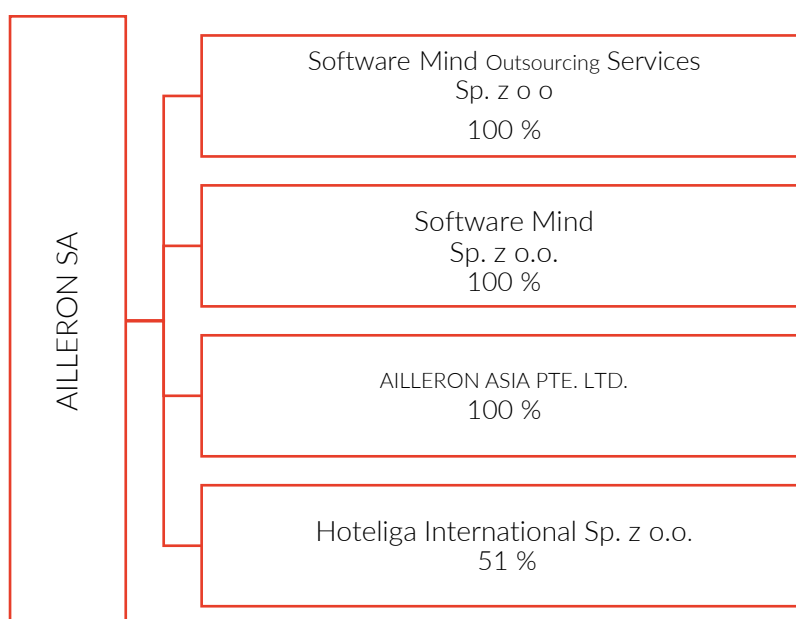 AILLERON SA
Software Mind Outsourcing Services
Sp. z o o
100 %
Software Mind
Sp. z o.o.
100 %
AILLERON ASIA PTE. LTD.
100 %
Hoteliga International Sp. z o.o.
51 %